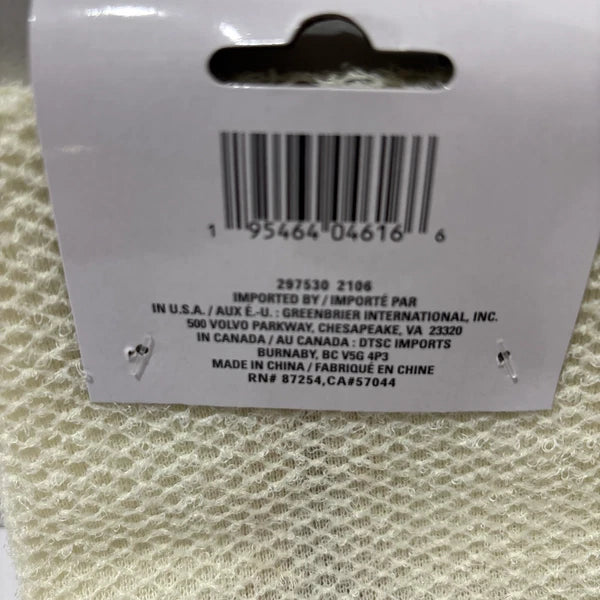 1 95464 04616 6
297530 2106
IMPORTED BY / IMPORTÉ PAR
IN U.S.A. / AUX É.-U. : GREENBRIER INTERNATIONAL, INC.
500 VOLVO PARKWAY, CHESAPEAKE, VA 23320
IN CANADA / AU CANADA : DTSC IMPORTS
BURNABY, BC V5G 4P3
MADE IN CHINA / FABRIQUÉ EN CHINE
RN# 87254,CA#57044